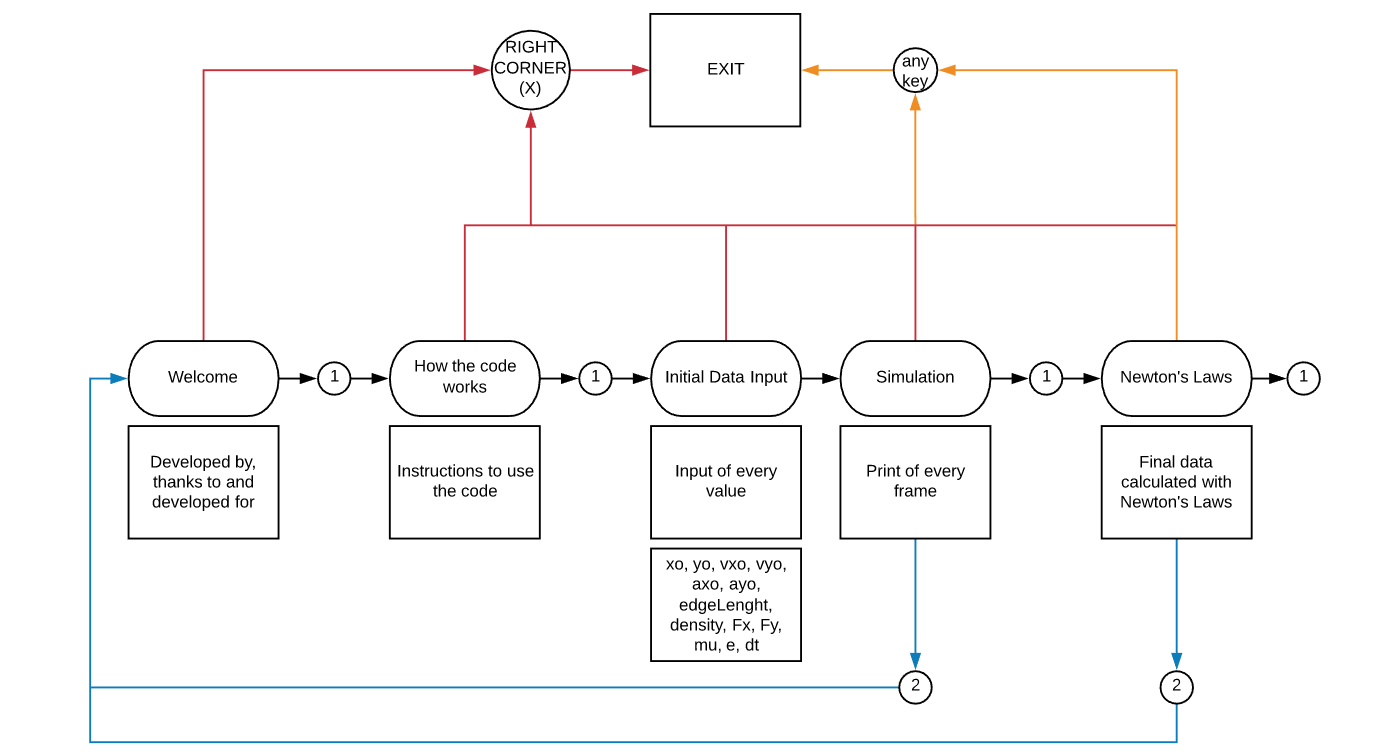 RIGHT
CORNER
(X)
EXIT
any
key
Welcome
1
How the code
works
1
Initial Data Input
Simulation
1
Newton's Laws
1
Developed by,
thanks to and
developed for
Instructions to use
the code
Input of every
value
Print of every
frame
Final data
calculated with
Newton's Laws
xo, yo, vxo, vyo,
axo, ayo,
edgeLenght,
density, Fx, Fy,
mu, e, dt
2
2